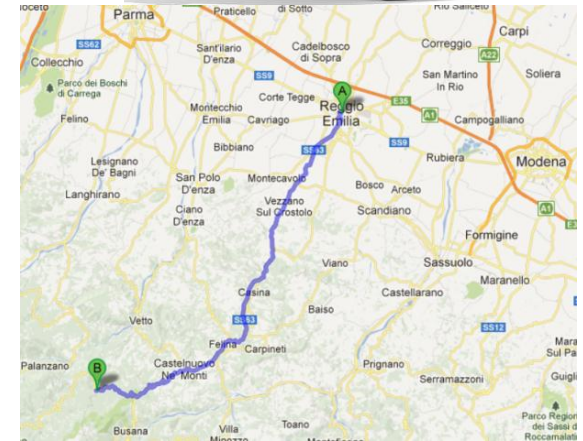 Parma
Praticello
di Sotto
Rio Saliceto
Carpi
SS62
Sant'ilario
D'enza
Cadelbosco
di Sopra
Correggio
A22
Collecchio
SS9
San Martino
In Rio
Soliera
Parco dei Boschi
di Carrega
A
Corte Tegge
Reggio
Emilia
E35
A1
Montecchio
Emilia
Cavriago
Campogalliano
Felino
SS9
Bibbiano
SS63
Rubiera
Modena
Lesignano
De' Bagni
San Polo
D'enza
Montecavolo
Bosco
Arceto
Langhirano
Vezzano
Sul Crostolo
Scandiano
A1
Ciano
D'enza
Formigine
Viano
Sassuolo
Maranello
Casina
Castellarano
Baiso
Vetto
SS63
SS12
Felina
Carpineti
Palanzano
B
Castelnuovo
Ne' Monti
Prignano
Serramazzoni
Busana
Villa
Minozzo
Toano
Parco Region
dei Sassi d
Roccamalati